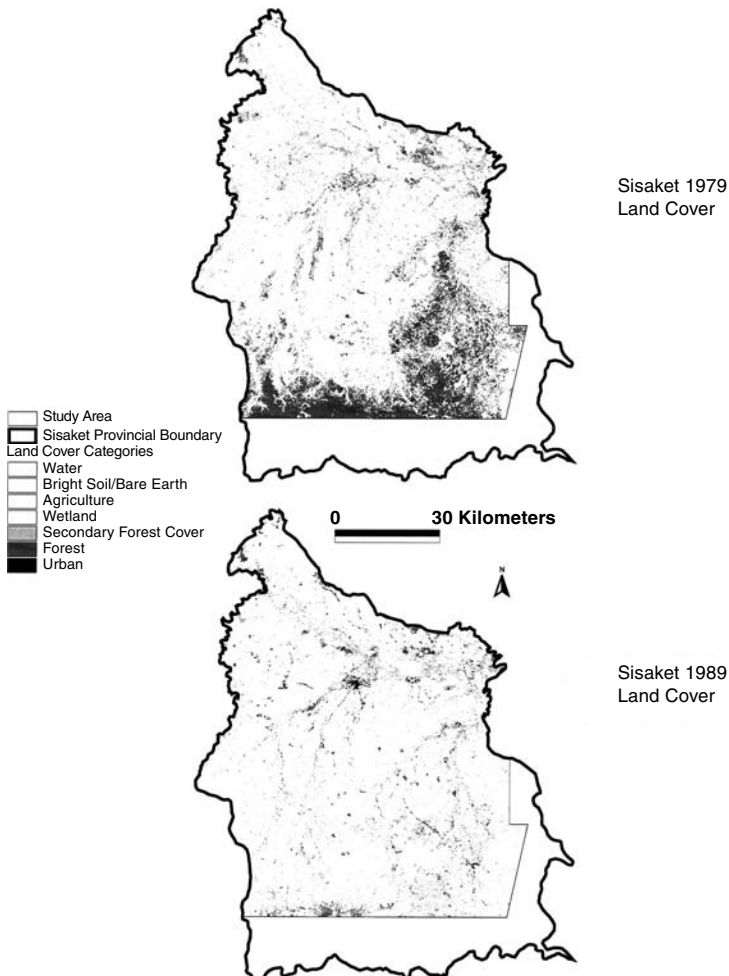 Sisaket 1979
Land Cover
Study Area
Sisaket Provincial Boundary
Land Cover Categories
Water
Bright Soil/Bare Earth
Agriculture
Wetland
Secondary Forest Cover
Forest
Urban
0 30 Kilometers
N
Sisaket 1989
Land Cover